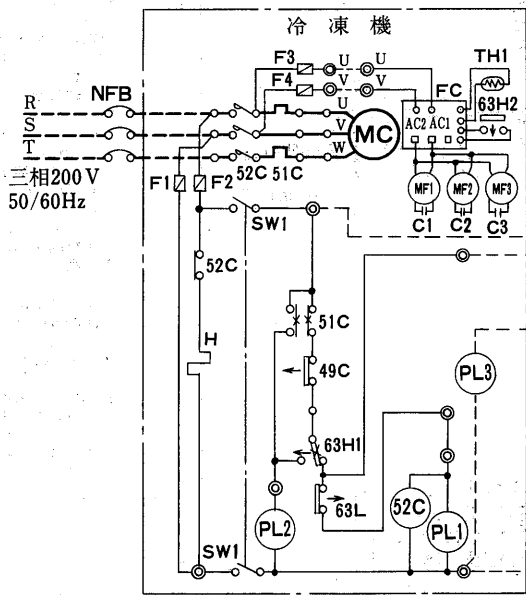 冷凍機
F3 U U
F4 V V
TH1
FC
63H2
NFB
R
S
T
U
V
W
MC
AC2 AC1
52C 51C
三相200V
50/60Hz
F1 F2
MF1 MF2 MF3
C1 C2 C3
SW1
52C
51C
H
49C
PL3
63H1
63L
PL2
52C
PL1
SW1